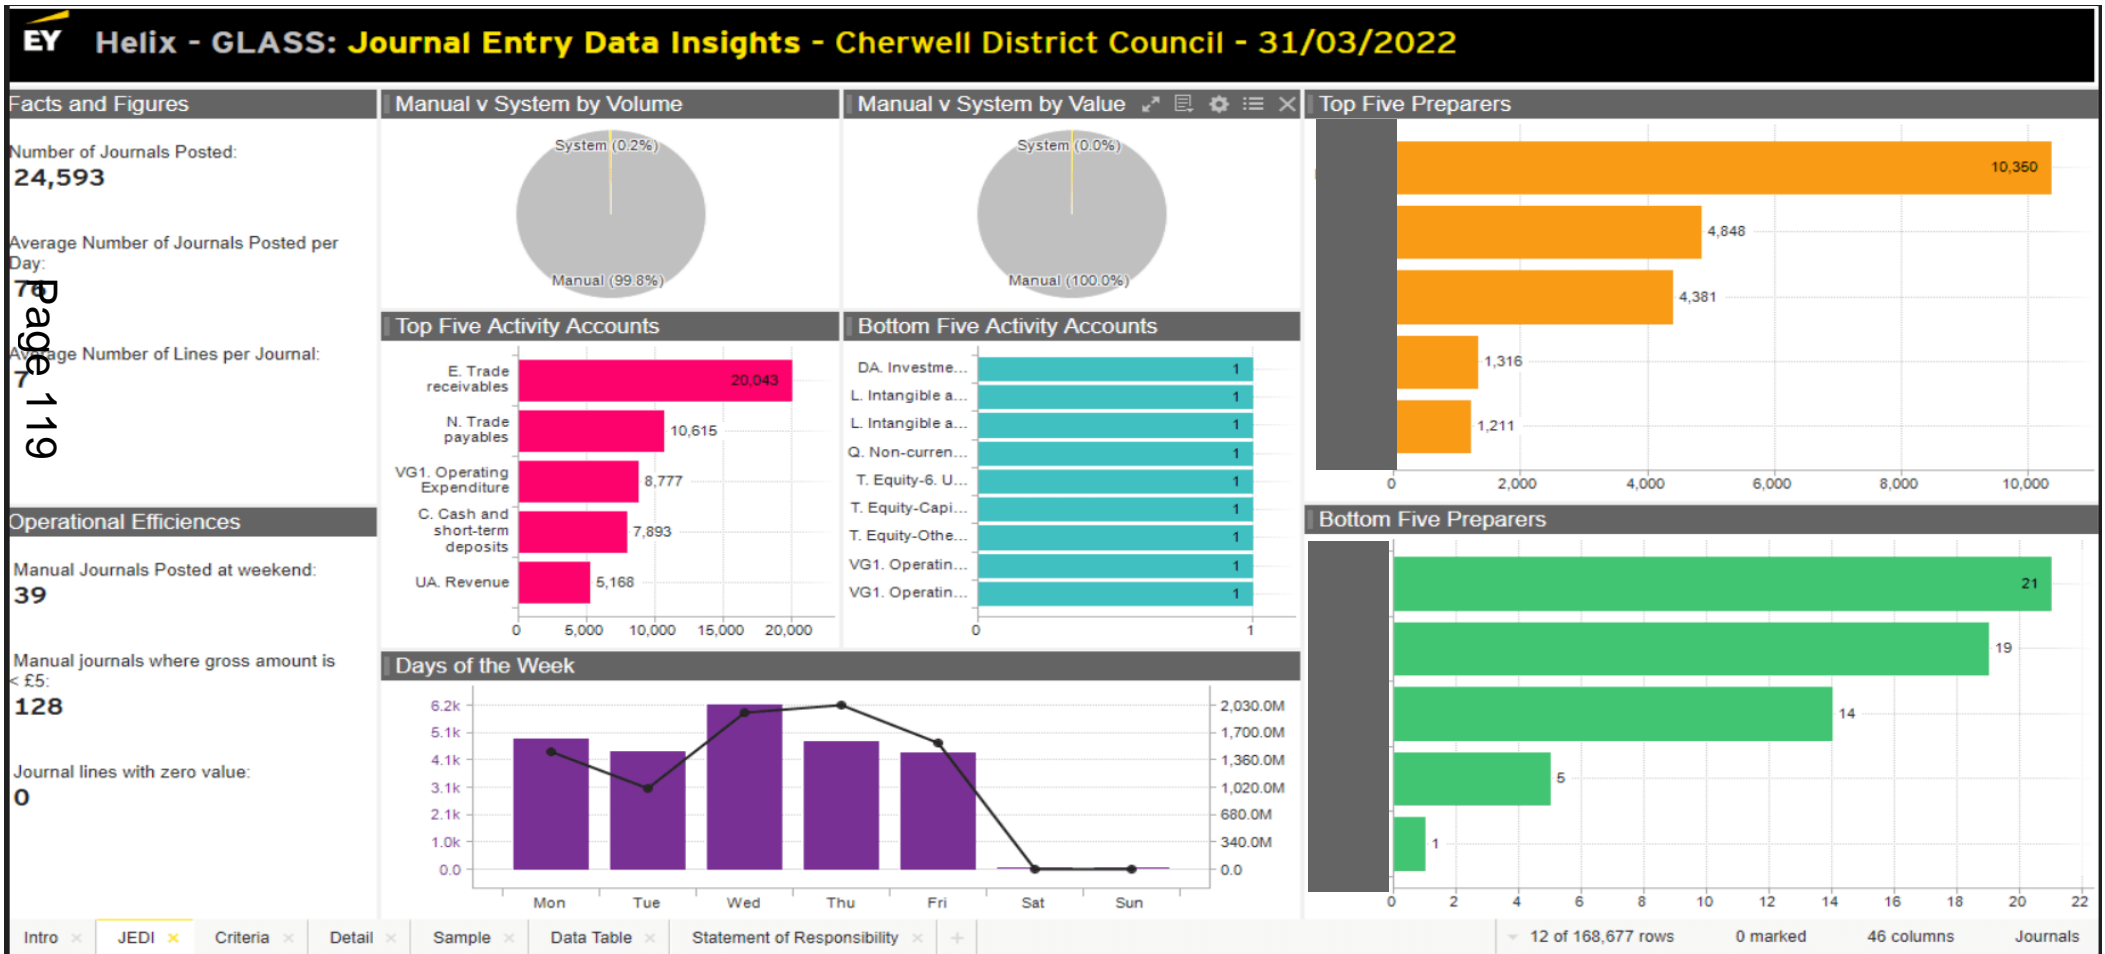 EY
Helix - GLASS: Journal Entry Data Insights - Cherwell District Council - 31/03/2022
Facts and Figures
Number of Journals Posted:
24,593
Average Number of Journals Posted per
Day:
76
Average Number of Lines per Journal:
7
Page 119
Operational Efficiences
Manual Journals Posted at weekend:
39
Manual journals where gross amount is
< £5:
128
Journal lines with zero value:
0
Manual v System by Volume
System (0.2%)
Manual (99.8%)
Manual v System by Value
System (0.0%)
Manual (100.0%)
Top Five Activity Accounts
E. Trade
receivables
20,043
N. Trade
payables
10,615
VG1. Operating
Expenditure
8,777
C. Cash and
short-term
deposits
7,893
UA. Revenue
5,168
0 5,000 10,000 15,000 20,000
Bottom Five Activity Accounts
DA. Investme... 1
L. Intangible a... 1
L. Intangible a... 1
Q. Non-curren... 1
T. Equity-6. U... 1
T. Equity-Capi... 1
T. Equity-Othe... 1
VG1. Operatin... 1
VG1. Operatin... 1
0 1
Days of the Week
6.2k 2,030.0M
5.1k 1,700.0M
4.1k 1,360.0M
3.1k 1,020.0M
2.1k 680.0M
1.0k 340.0M
0.0 0.0
Mon Tue Wed Thu Fri Sat Sun
Top Five Preparers
10,350
4,848
4,381
1,316
1,211
0 2,000 4,000 6,000 8,000 10,000
Bottom Five Preparers
21
19
14
5
1
0 2 4 6 8 10 12 14 16 18 20 22
Intro JEDI Criteria Detail Sample Data Table Statement of Responsibility
12 of 168,677 rows 0 marked 46 columns Journals